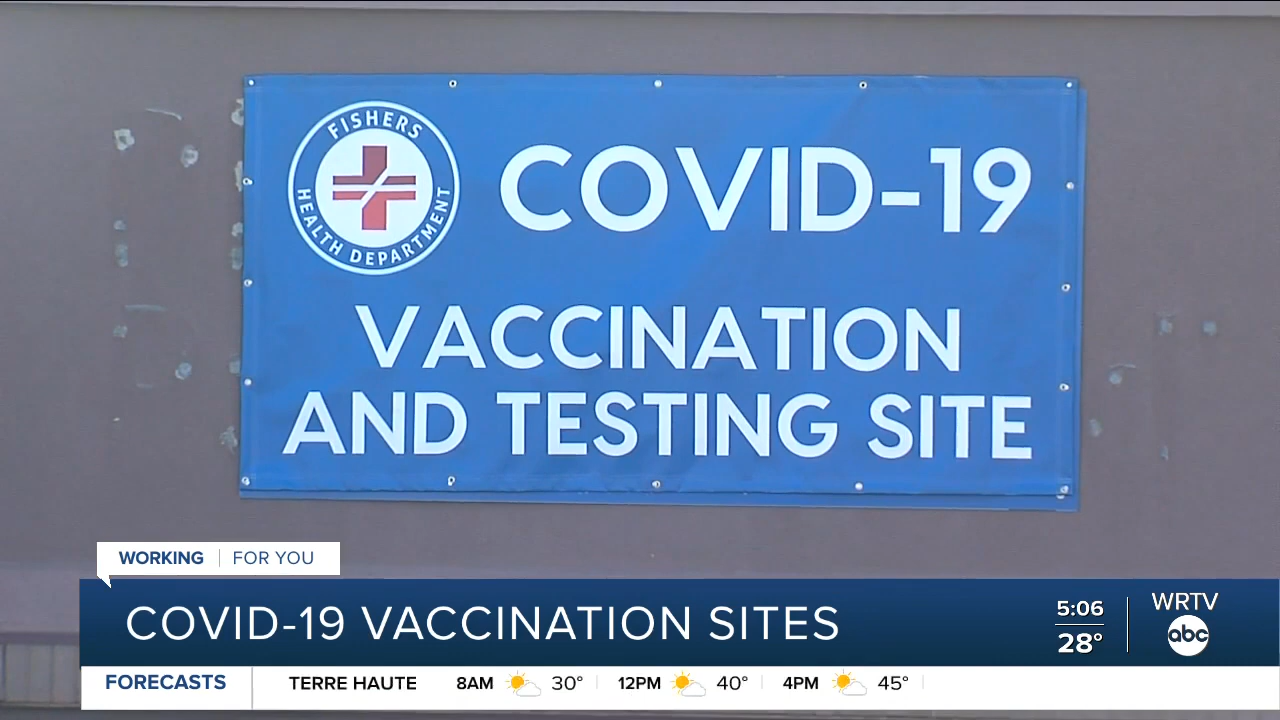 FISHERS
HEALTH DEPARTMENT
COVID-19
VACCINATION
AND TESTING SITE
WORKING FOR YOU
COVID-19 VACCINATION SITES
5:06
28°
WRTV
abc
FORECASTS TERRE HAUTE 8AM 30° 12PM 40° 4PM 45°